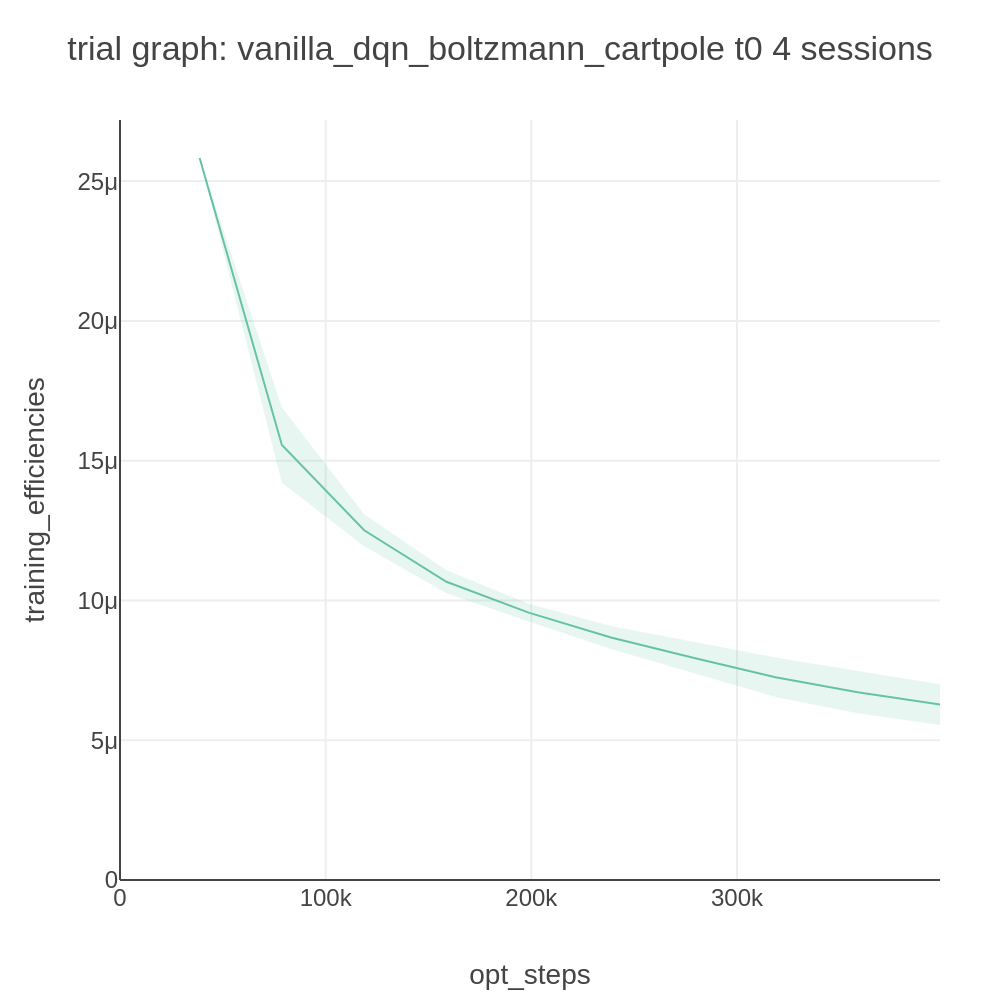 trial graph: vanilla_dqn_boltzmann_cartpole t0 4 sessions
training_efficiencies
25μ
20μ
15μ
10μ
5μ
0
0
100k
200k
300k
opt_steps